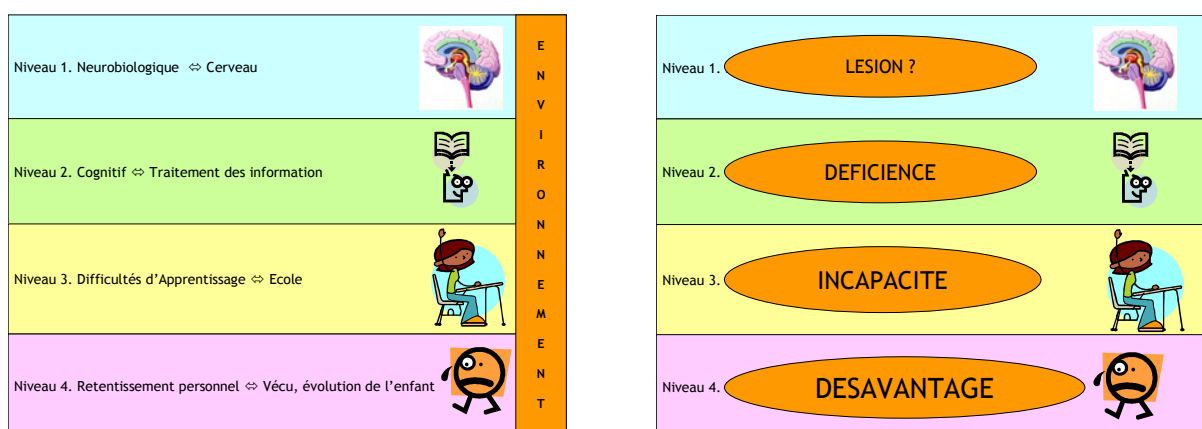 Niveau 1. Neurobiologique ⇔ Cerveau
Niveau 2. Cognitif ⇔ Traitement des information
Niveau 3. Difficultés d’Apprentissage ⇔ Ecole
Niveau 4. Retentissement personnel ⇔ Vécu, évolution de l’enfant
E
N
V
I
R
O
N
N
E
M
E
N
T
Niveau 1. LESION ?
Niveau 2. DEFICIENCE
Niveau 3. INCAPACITE
Niveau 4. DESAVANTAGE